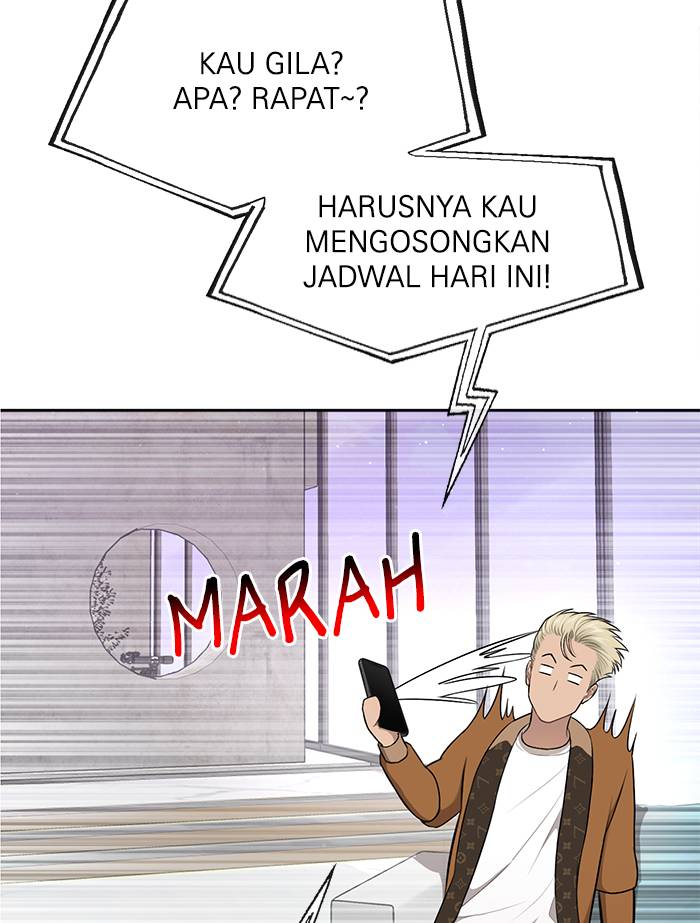 KAU GILA?
APA? RAPAT~?
HARUSNYA KAU
MENGOSONGKAN
JADWAL HARI INI!
MARAH